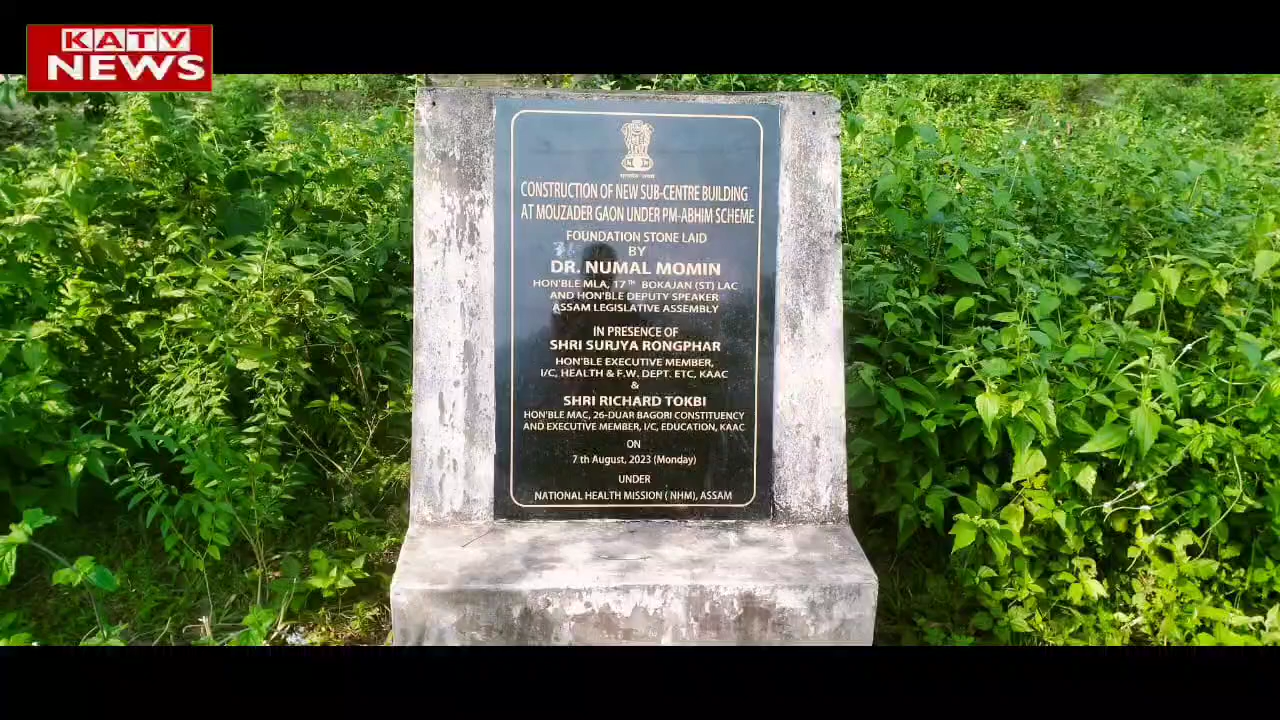 KATV
NEWS
CONSTRUCTION OF NEW SUB-CENTRE BUILDING
AT MOUZADER GAON UNDER PM-ABHIM SCHEME
FOUNDATION STONE LAID
BY
DR. NUMAL MOMIN
HON'BLE MLA, 17TH BOKAJAN (ST) LAC
AND HON'BLE DEPUTY SPEAKER
ASSAM LEGISLATIVE ASSEMBLY
IN PRESENCE OF
SHRI SURJYA RONGPHAR
HON'BLE EXECUTIVE MEMBER,
I/C, HEALTH & F.W. DEPT. ETC, KAAC
&
SHRI RICHARD TOKBI
HON'BLE MAC, 26-DUAR BAGORI CONSTITUENCY
AND EXECUTIVE MEMBER, I/C, EDUCATION, KAAC
ON
7 th August, 2023 (Monday)
UNDER
NATIONAL HEALTH MISSION ( NHM), ASSAM